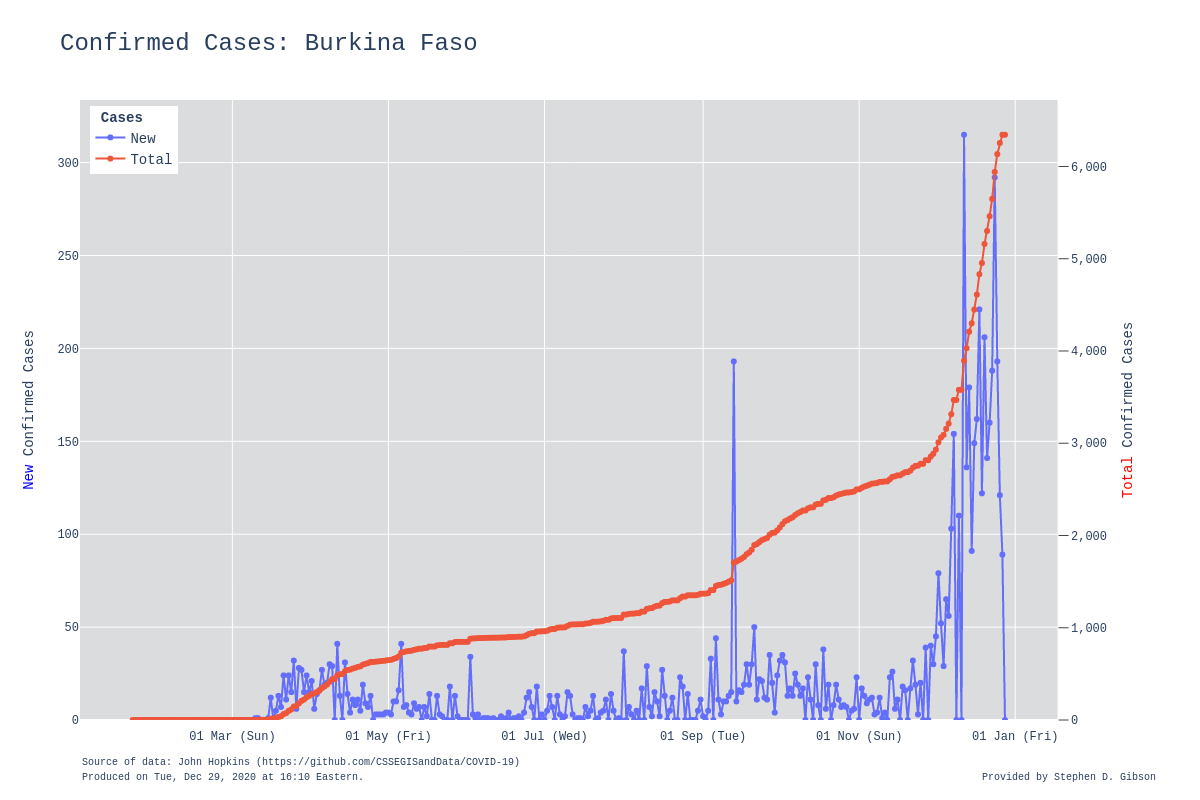 Confirmed Cases: Burkina Faso
Cases
New
Total
300
250
200
150
100
50
0
6,000
5,000
4,000
3,000
2,000
1,000
0
New Confirmed Cases
Total Confirmed Cases
01 Mar (Sun)
01 May (Fri)
01 Jul (Wed)
01 Sep (Tue)
01 Nov (Sun)
01 Jan (Fri)
Source of data: John Hopkins (https://github.com/CSSEGISandData/COVID-19)
Produced on Tue, Dec 29, 2020 at 16:10 Eastern.
Provided by Stephen D. Gibson